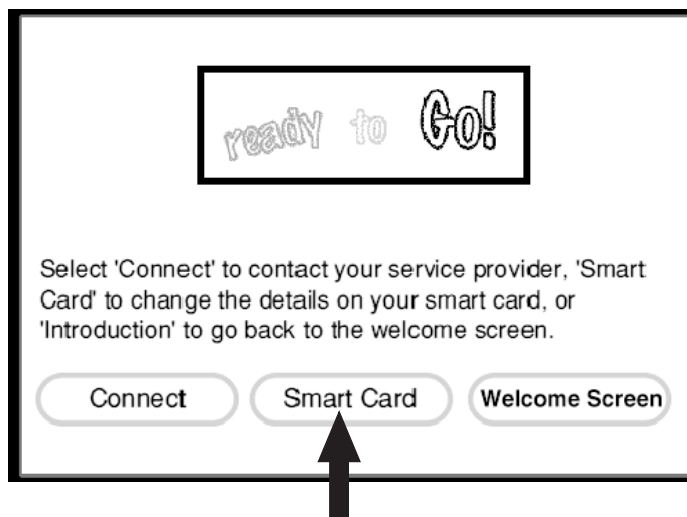 ready to Go!
Select 'Connect' to contact your service provider, 'Smart
Card' to change the details on your smart card, or
'Introduction' to go back to the welcome screen.
Connect Smart Card Welcome Screen